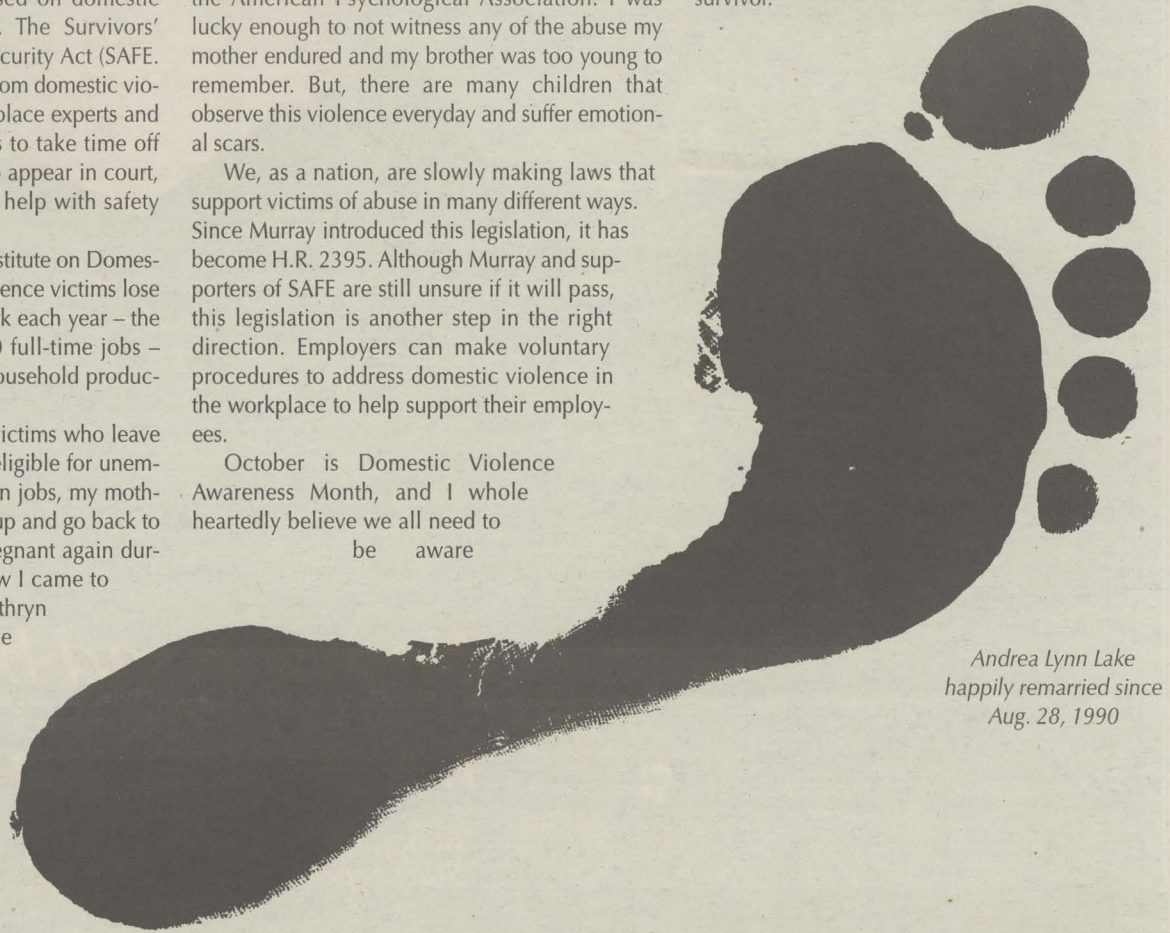 sed on domestic
. The Survivors'
curity Act (SAFE.
om domestic vio-
place experts and
s to take time off
appear in court,
help with safety
stitute on Domes-
ence victims lose
k each year – the
0 full-time jobs –
ousehold produc-
ictims who leave
eligible for unem-
n jobs, my moth-
up and go back to
egnant again dur-
w I came to
thryn
e
the American Psychological Association. I was
lucky enough to not witness any of the abuse my
mother endured and my brother was too young to
remember. But, there are many children that
observe this violence everyday and suffer emotion-
al scars.
We, as a nation, are slowly making laws that
support victims of abuse in many different ways.
Since Murray introduced this legislation, it has
become H.R. 2395. Although Murray and sup-
porters of SAFE are still unsure if it will pass,
this legislation is another step in the right
direction. Employers can make voluntary
procedures to address domestic violence in
the workplace to help support their employ-
ees.
October is Domestic Violence
Awareness Month, and I whole
heartedly believe we all need to
be aware
survivor.
Andrea Lynn Lake
happily remarried since
Aug. 28, 1990